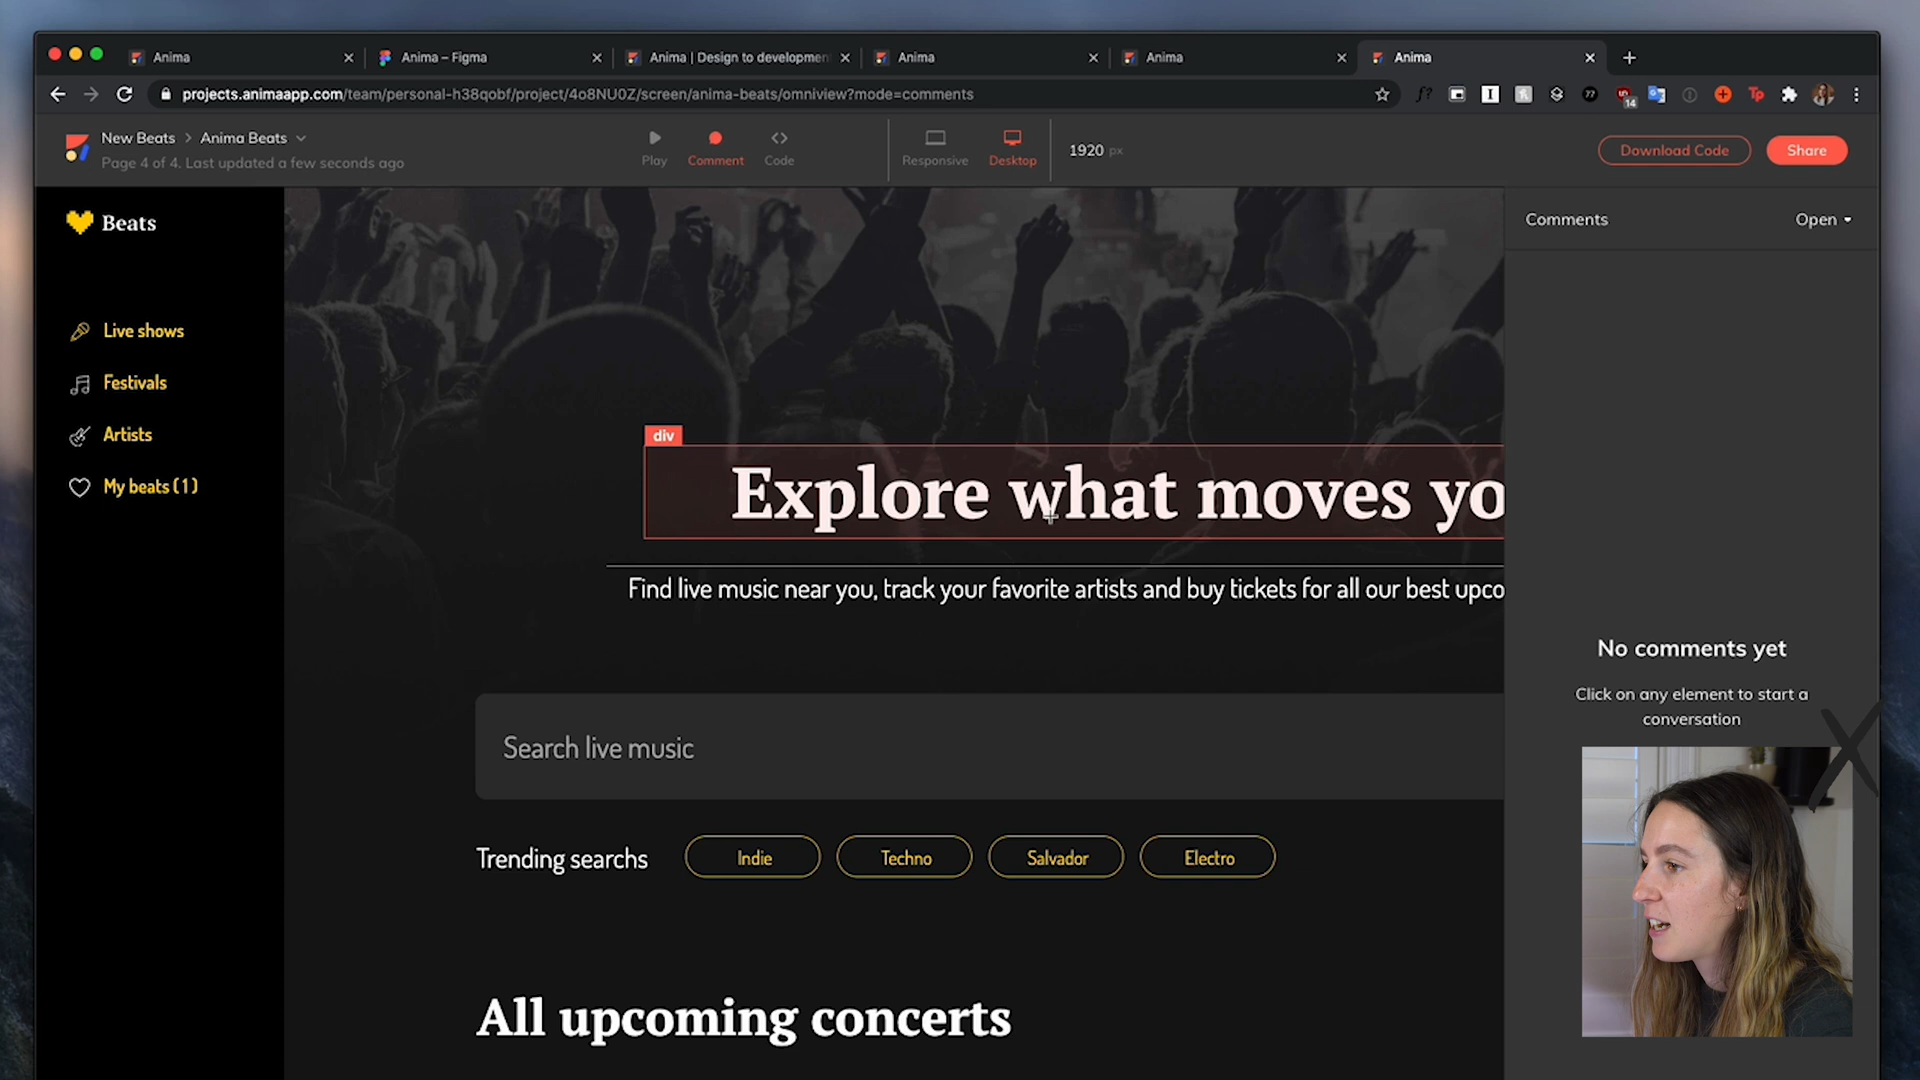 Anima
Anima – Figma
Anima | Design to developmen
Anima
Anima
Anima
projects.animaapp.com/team/personal-h38qobf/project/4o8NU0Z/screen/anima-beats/omniview?mode=comments
14
New Beats > Anima Beats
Page 4 of 4. Last updated a few seconds ago
Play
Comment
Code
Responsive
Desktop
1920 px
Download Code
Share
Beats
Live shows
Festivals
Artists
My beats (1)
div
Explore what moves yo
Find live music near you, track your favorite artists and buy tickets for all our best upco
Search live music
Trending searchs
Indie
Techno
Salvador
Electro
All upcoming concerts
Comments
Open
No comments yet
Click on any element to start a
conversation